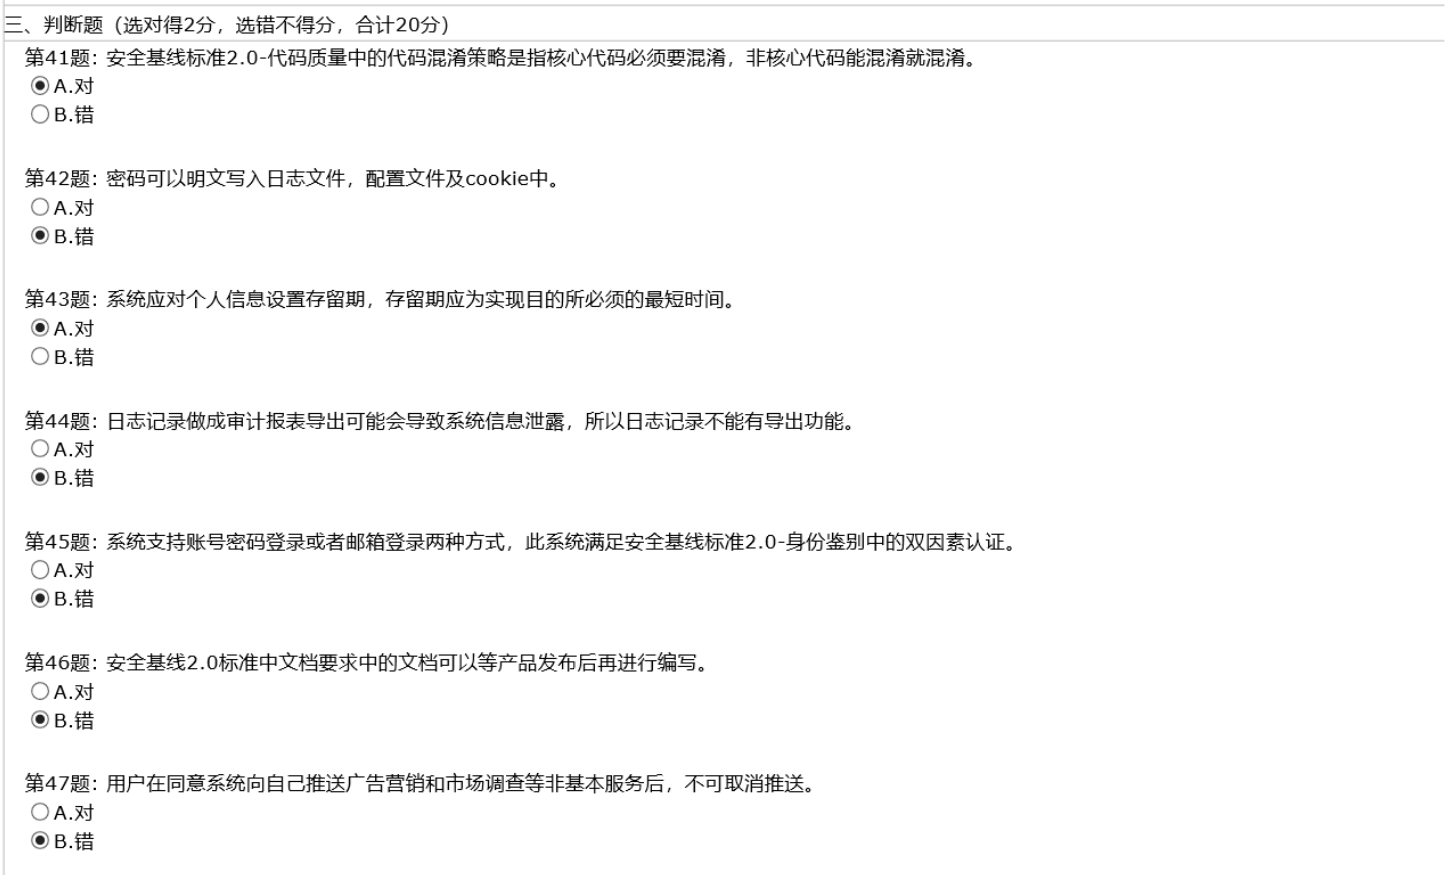 三、判断题（选对得2分，选错不得分，合计20分）
第41题：安全基线标准2.0-代码质量中的代码混淆策略是指核心代码必须要混淆，非核心代码能混淆就混淆。
A.对
B.错
第42题：密码可以明文写入日志文件，配置文件及cookie中。
A.对
B.错
第43题：系统应对个人信息设置存留期，存留期应为实现目的所必须的最短时间。
A.对
B.错
第44题：日志记录做成审计报表导出可能会导致系统信息泄露，所以日志记录不能有导出功能。
A.对
B.错
第45题：系统支持账号密码登录或者邮箱登录两种方式，此系统满足安全基线标准2.0-身份鉴别中的双因素认证。
A.对
B.错
第46题：安全基线2.0标准中文档要求中的文档可以等产品发布后再进行编写。
A.对
B.错
第47题：用户在同意系统向自己推送广告营销和市场调查等非基本服务后，不可取消推送。
A.对
B.错